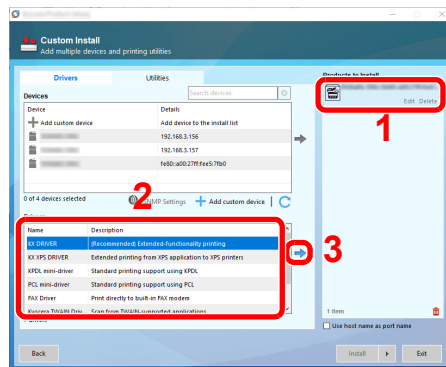 Custom Install
Add multiple devices and printing utilities
Drivers
Utilities
Products to Install
Devices
Search devices
Edit Delete
Device Details
Add custom device Add device to the install list
192.168.3.156
192.168.3.157
fe80::a00:27ff:fee5:7fb0
1
2
0 of 4 devices selected
SNMP Settings
Add custom device
Name Description
KX DRIVER (Recommended) Extended-functionality printing
KX XPS DRIVER Extended printing from XPS application to XPS printers
KPDL mini-driver Standard printing support using KPDL
PCL mini-driver Standard printing support using PCL
FAX Driver Print directly to built-in FAX modem
Kyocera TWAIN Driv Scan from TWAIN-supported applications
3
1 item
Use host name as port name
Back
Install
Exit